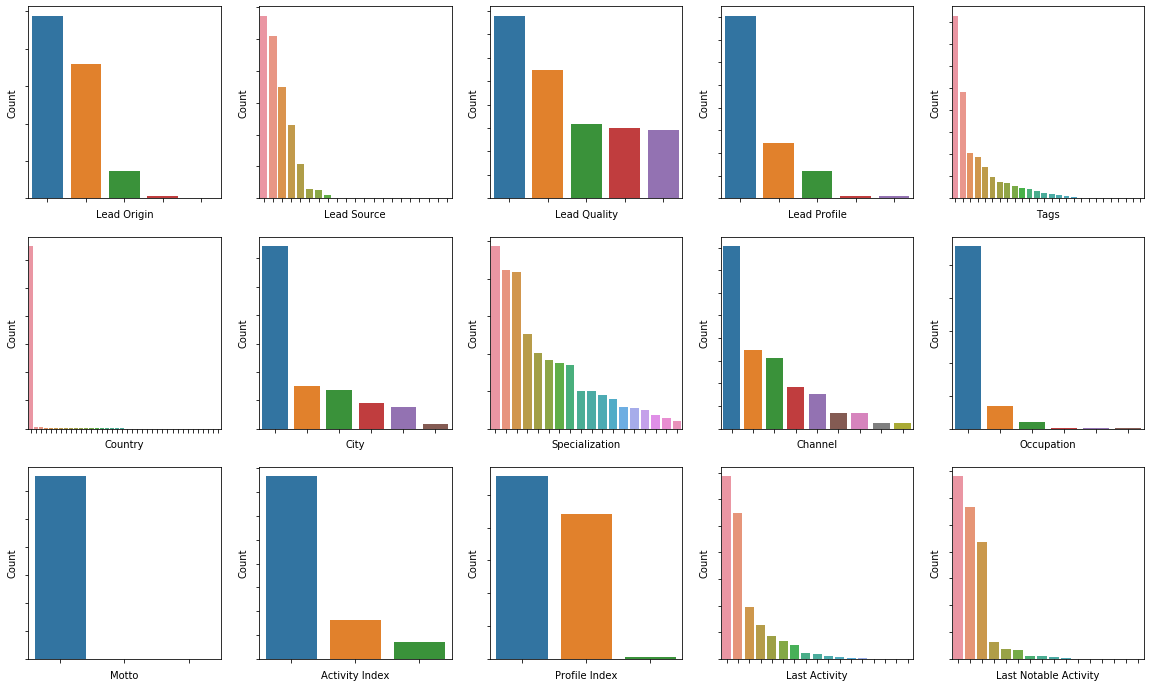 Count
Lead Origin
Count
Lead Source
Count
Lead Quality
Count
Lead Profile
Count
Tags
Count
Country
Count
City
Count
Specialization
Count
Channel
Count
Occupation
Count
Motto
Count
Activity Index
Count
Profile Index
Count
Last Activity
Count
Last Notable Activity